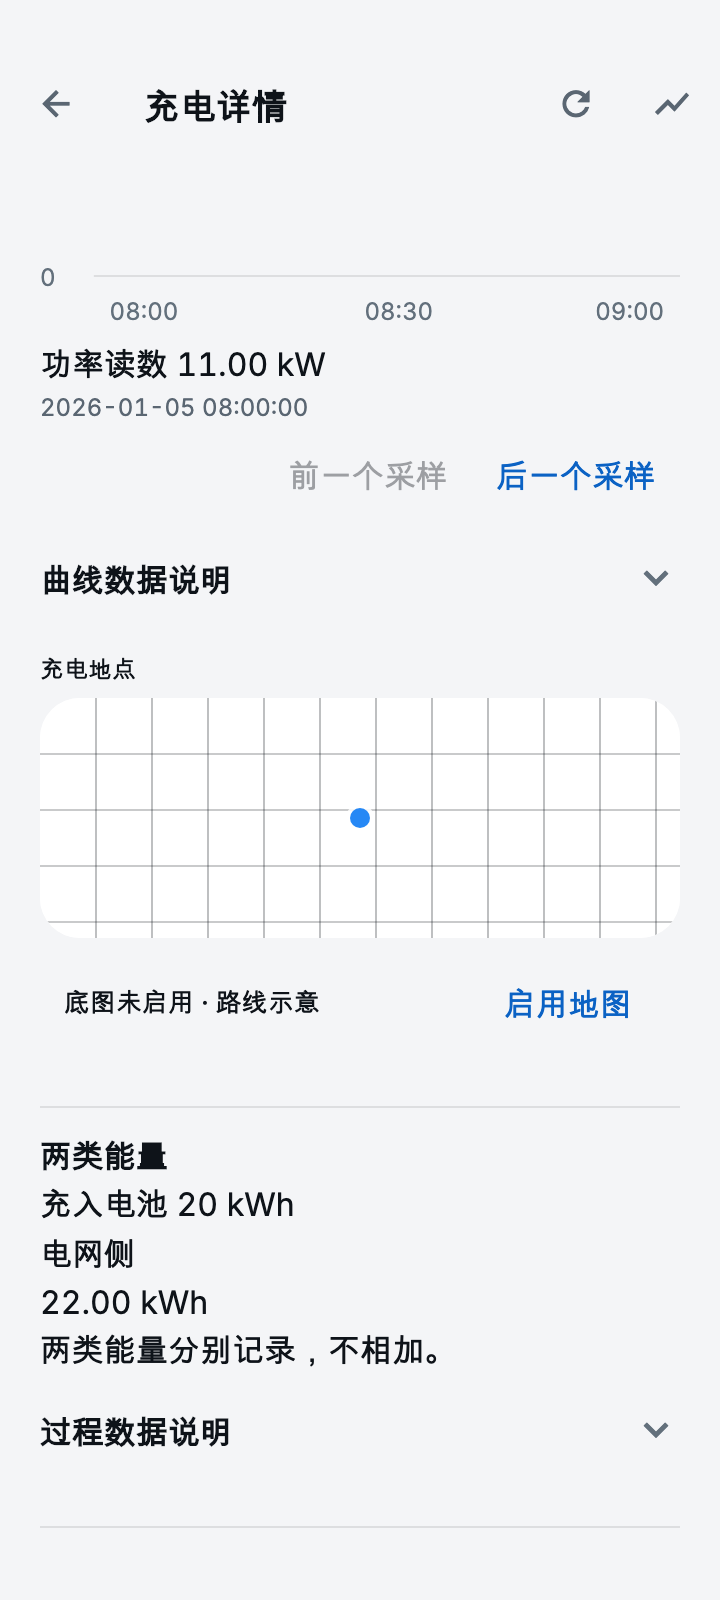 充电详情
0
08:00 08:30 09:00
功率读数 11.00 kW
2026-01-05 08:00:00
前一个采样 后一个采样
曲线数据说明
充电地点
底图未启用 · 路线示意 启用地图
两类能量
充入电池 20 kWh
电网侧
22.00 kWh
两类能量分别记录，不相加。
过程数据说明